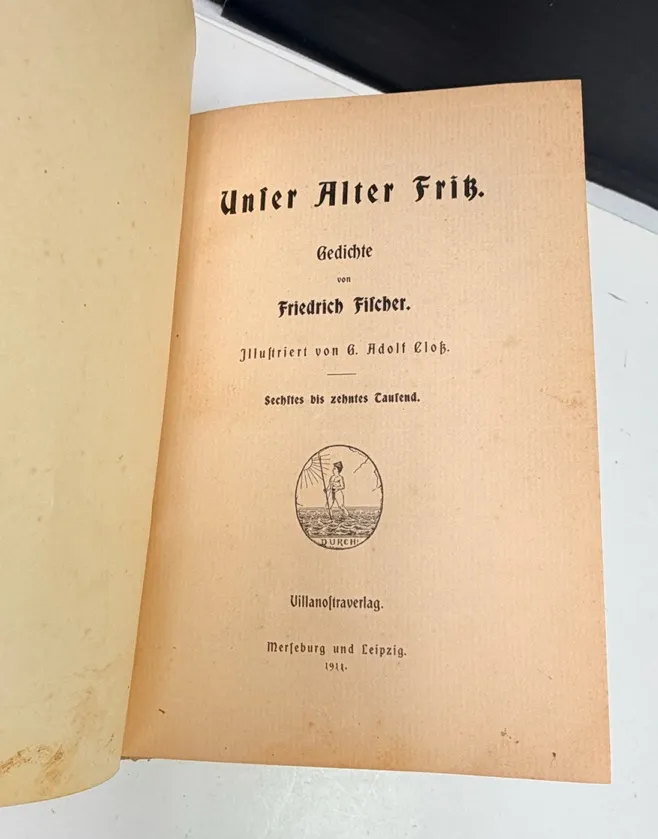 Unſer Alter Fritz.
Gedichte
von
Friedrich Fiſcher.
Illuſtriert von G. Adolf Cloß.
Sechſtes bis zehntes Tauſend.
DURCH!
Villanoſtraverlag.
Merſeburg und Leipzig.
1911.